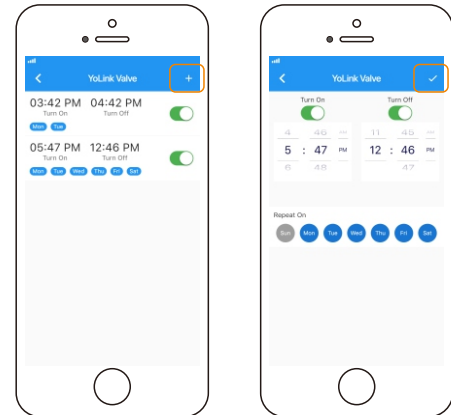 YoLink Valve
+
03:42 PM 04:42 PM
Turn On Turn Off
Mon Tue
05:47 PM 12:46 PM
Turn On Turn Off
Mon Tue Wed Thu Fri Sat
YoLink Valve
Turn On Turn Off
4 46 11 45
5 : 47 PM 12 : 46 PM
6 48 47
Repeat On
Sun Mon Tue Wed Thu Fri Sat